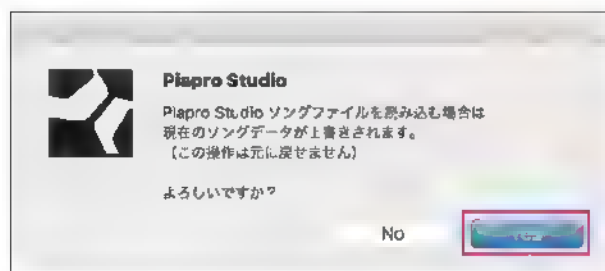 Piapro Studio
Piapro Studio ソングファイルを読み込む場合は
現在のソングデータが上書きされます。
（この操作は元に戻せません）
よろしいですか？
No